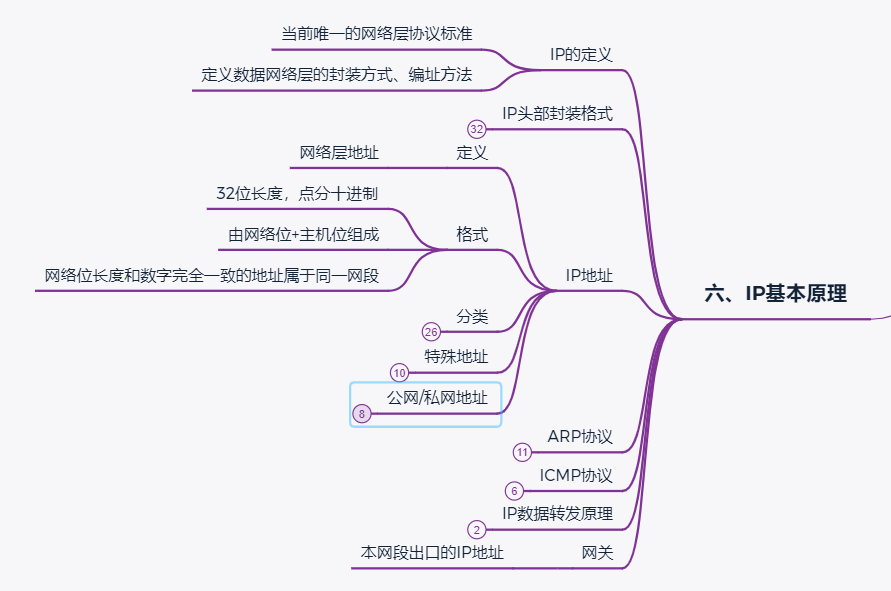 六、IP基本原理
IP的定义
当前唯一的网络层协议标准
定义数据网络层的封装方式、编址方法
IP头部封装格式
32
IP地址
定义
网络层地址
格式
32位长度，点分十进制
由网络位+主机位组成
网络位长度和数字完全一致的地址属于同一网段
分类
26
特殊地址
10
公网/私网地址
8
ARP协议
11
ICMP协议
6
IP数据转发原理
2
网关
本网段出口的IP地址